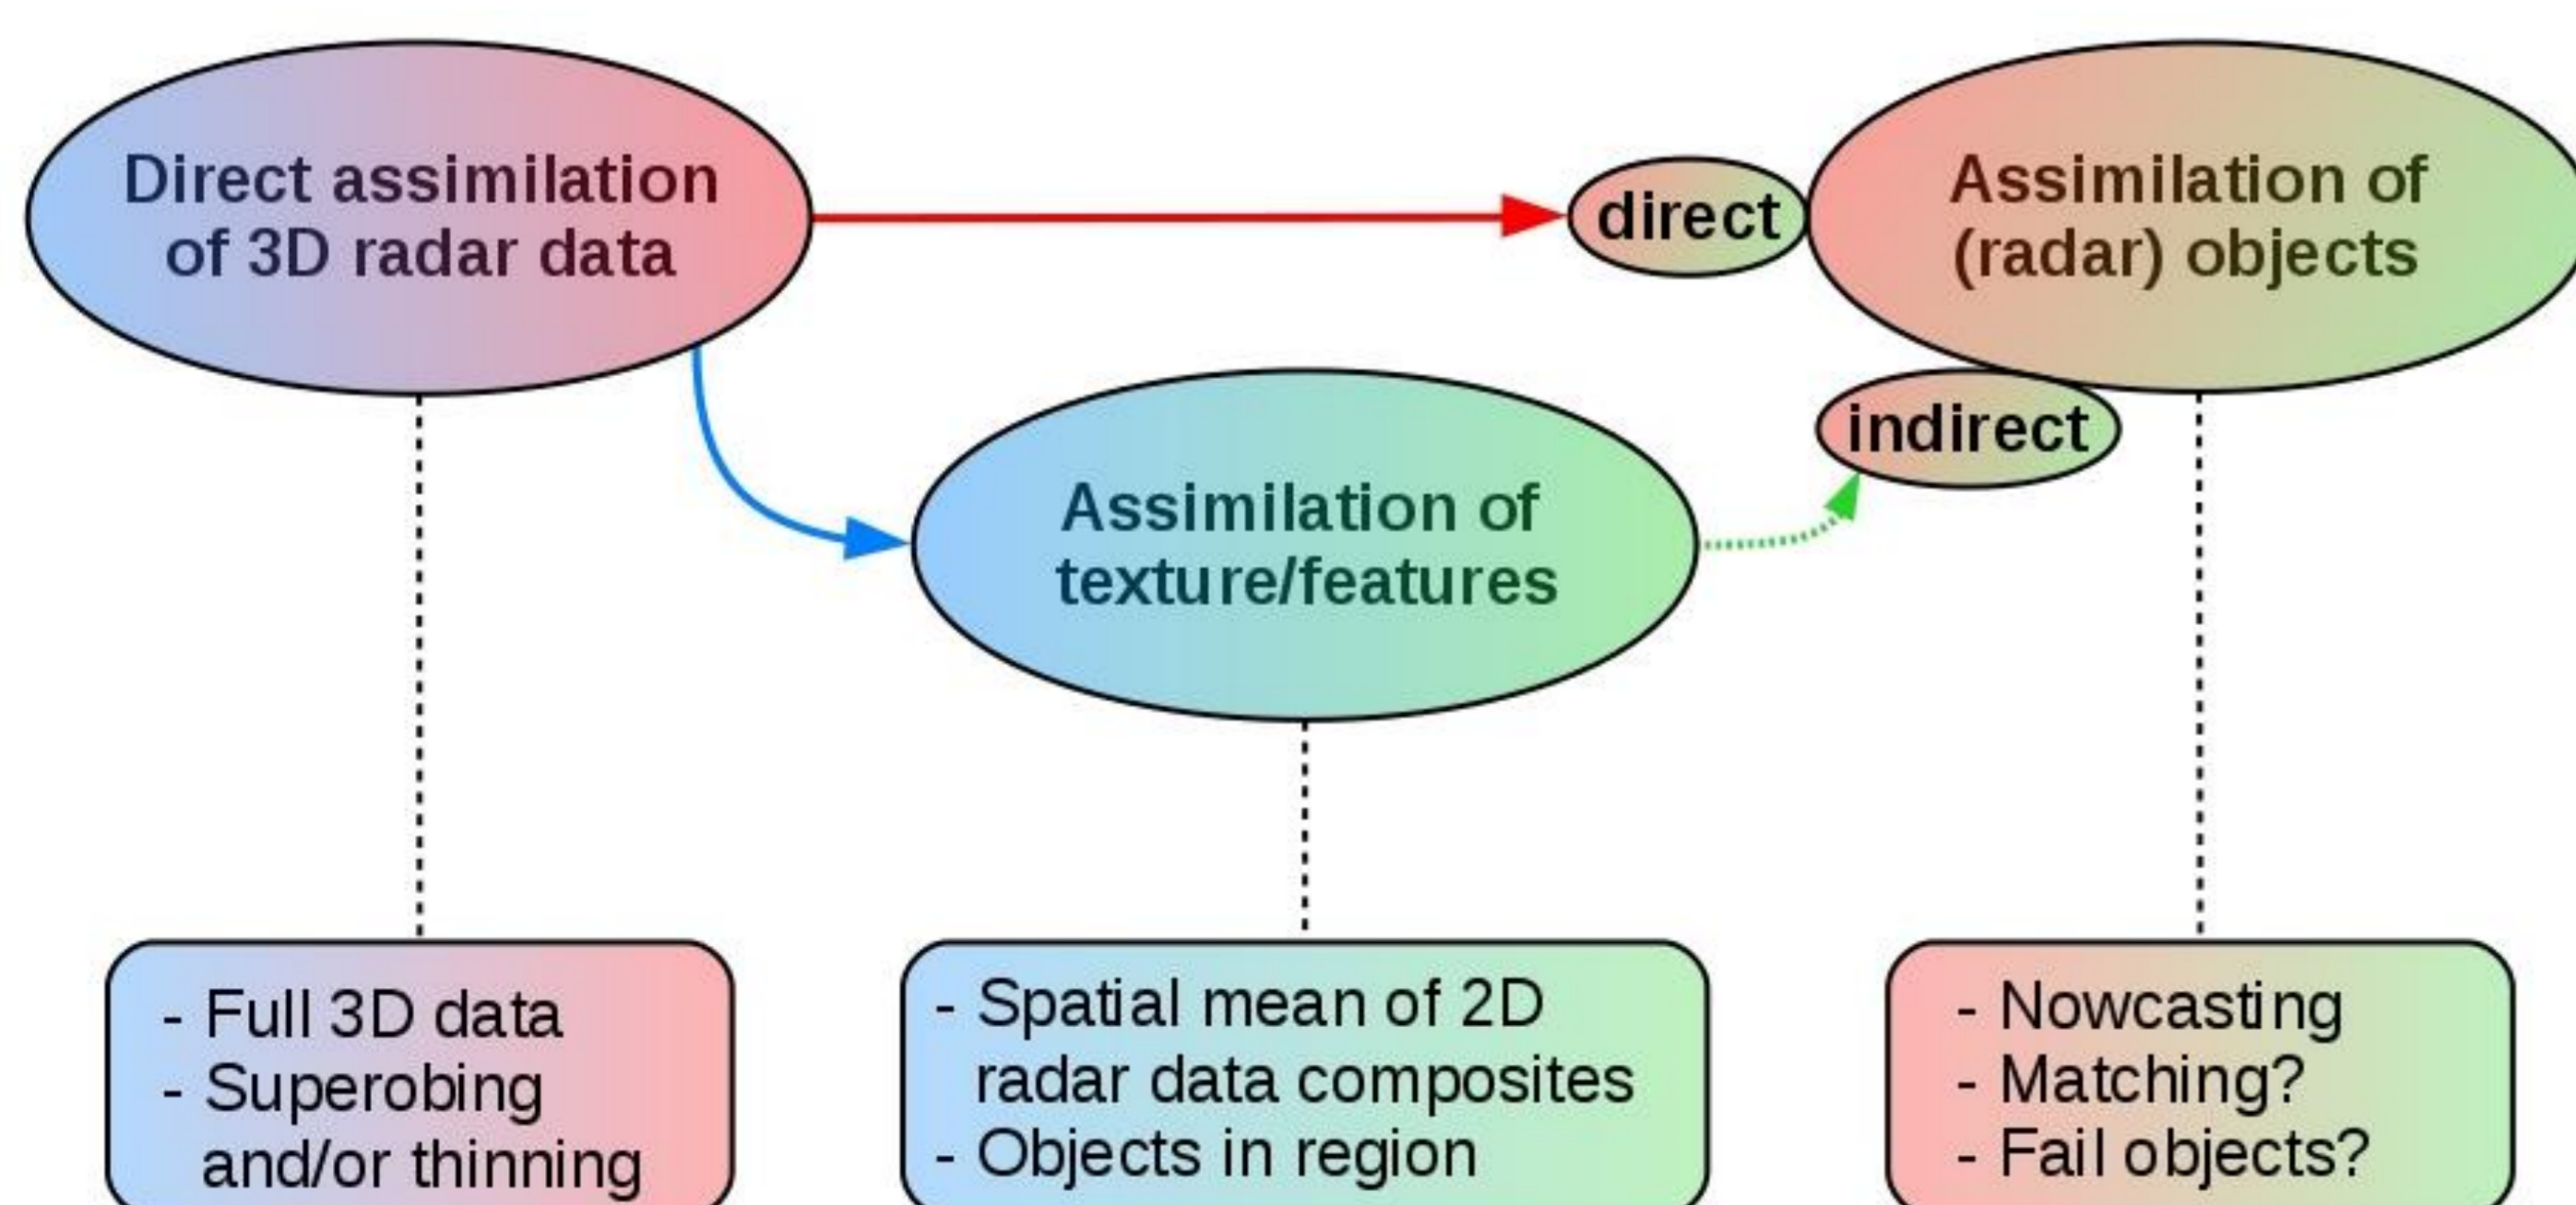 Direct assimilation
of 3D radar data
direct
Assimilation of
(radar) objects
indirect
Assimilation of
texture/features
- Full 3D data
- Superobing
and/or thinning
- Spatial mean of 2D
radar data composites
- Objects in region
- Nowcasting
- Matching?
- Fail objects?